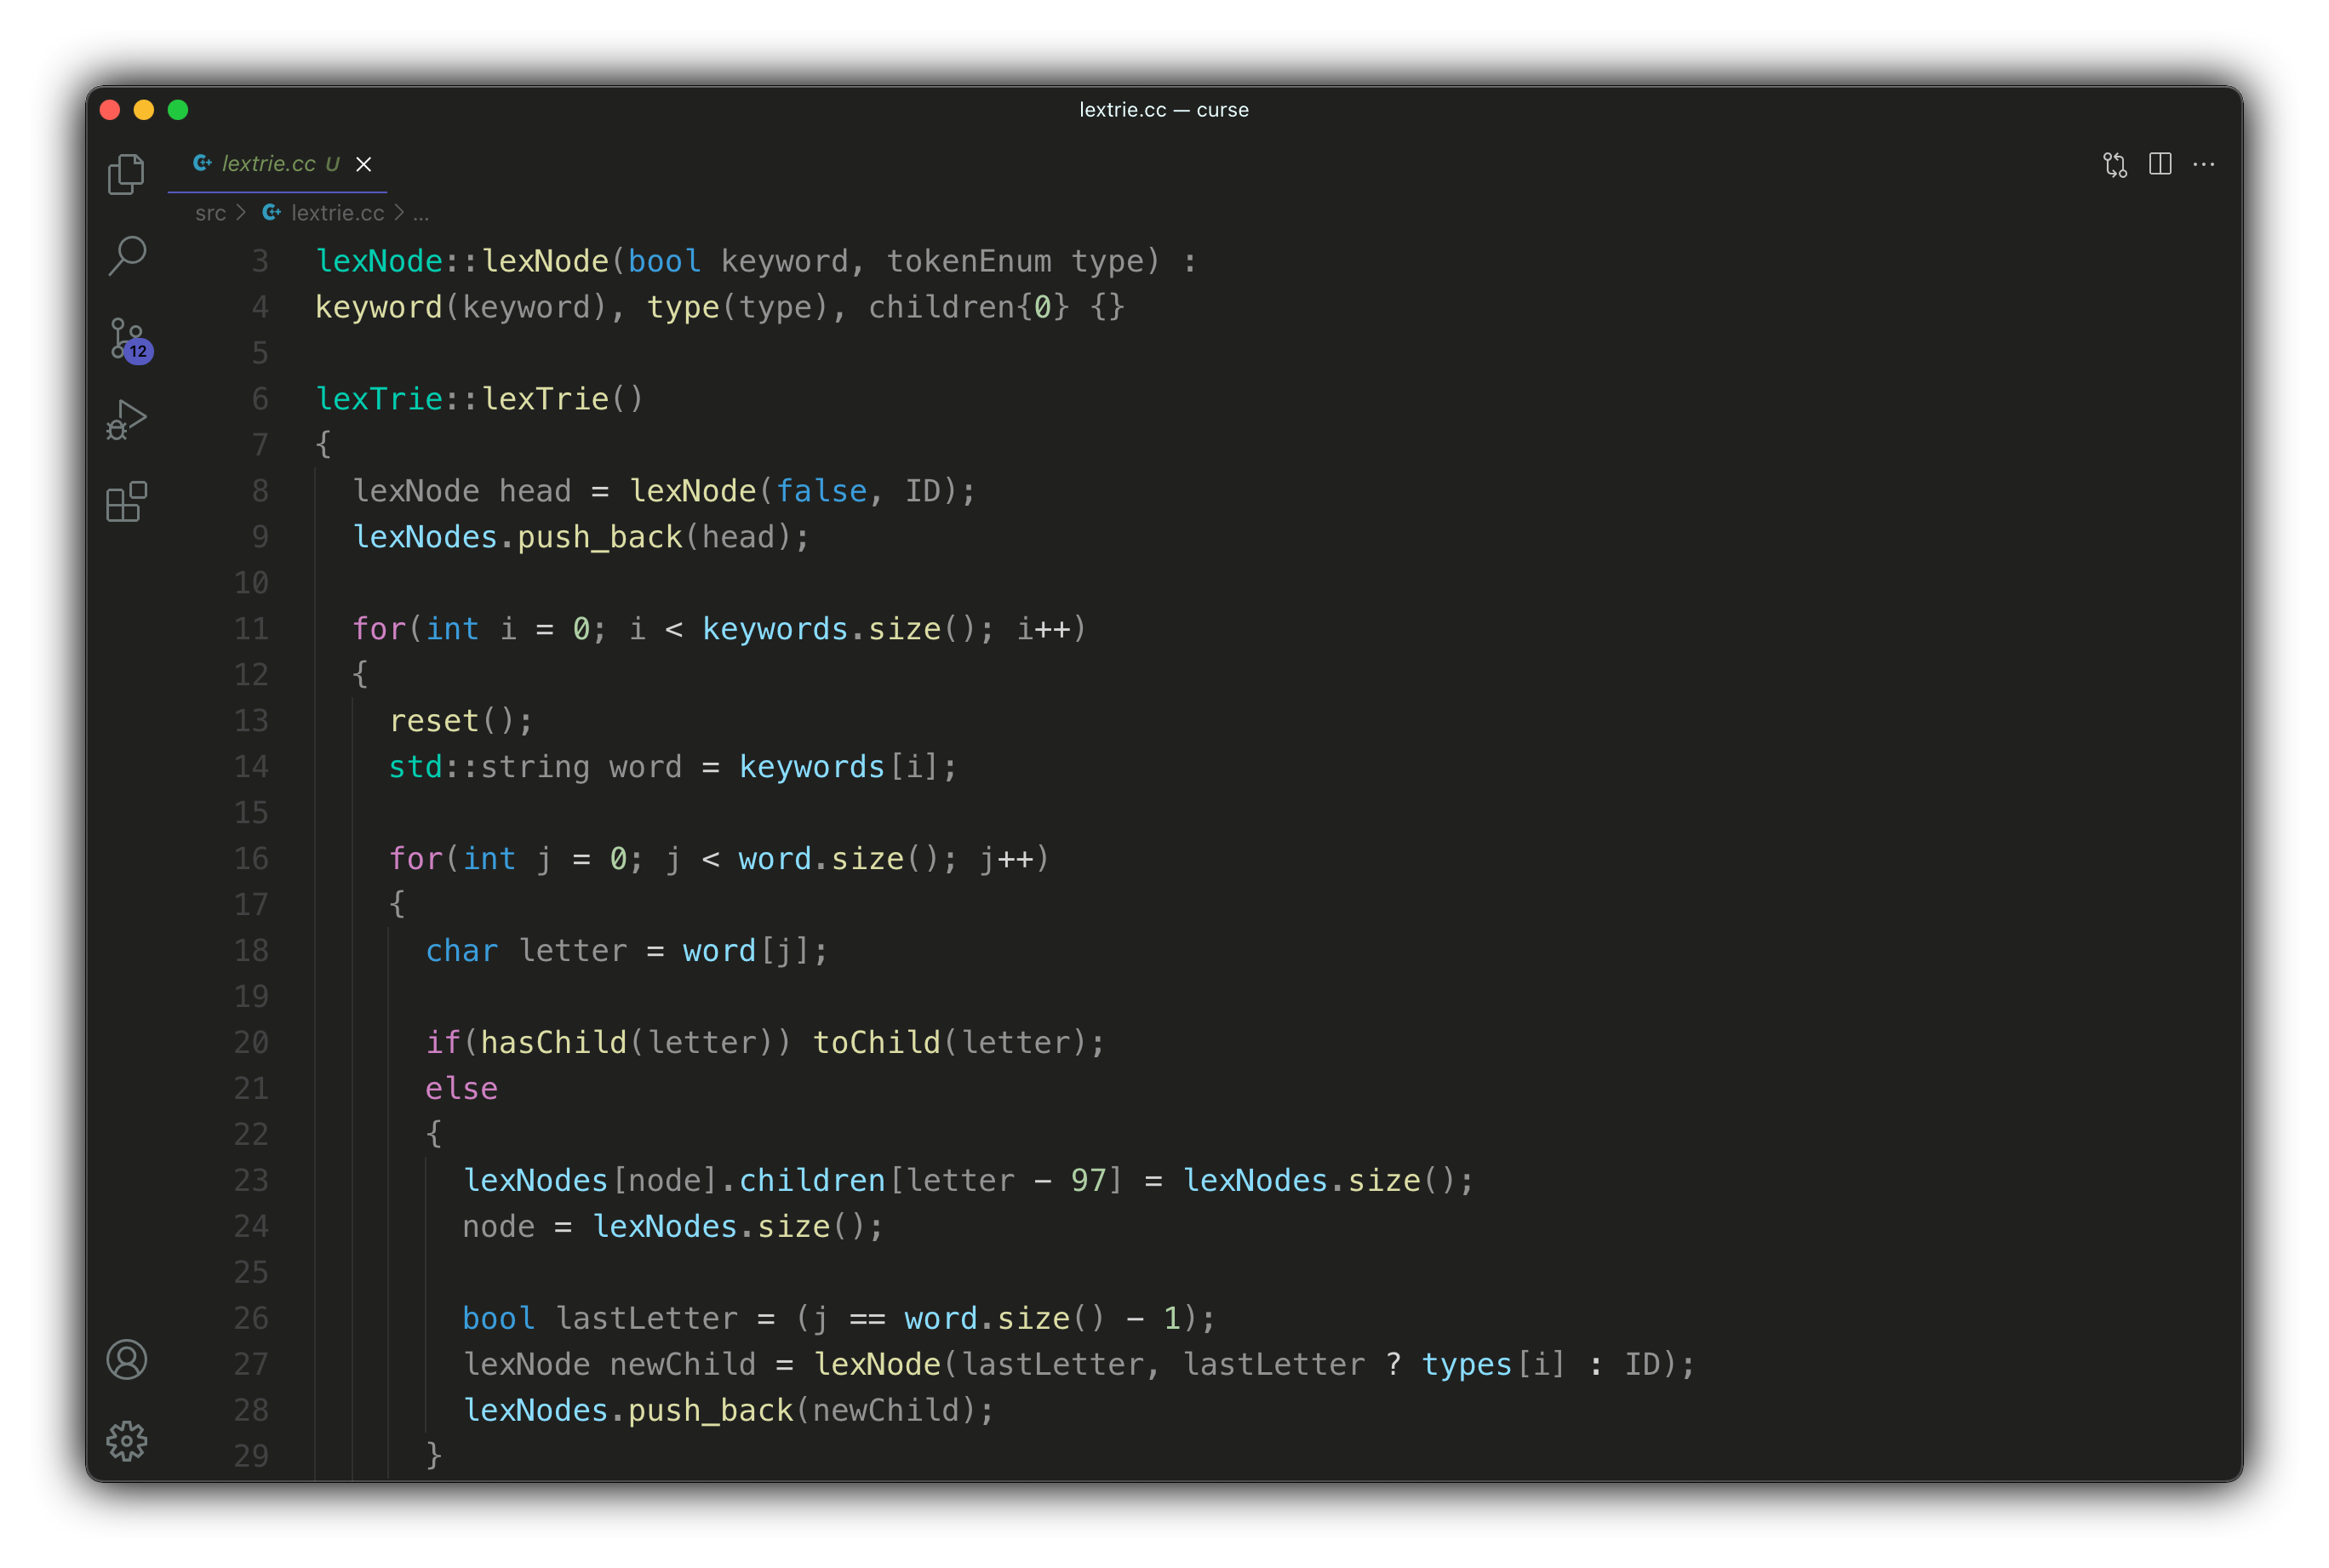 lextrie.cc — curse
lextrie.cc U
src > lextrie.cc > ...
3 lexNode::lexNode(bool keyword, tokenEnum type) :
4 keyword(keyword), type(type), children{0} {}
5
6 lexTrie::lexTrie()
7 {
8   lexNode head = lexNode(false, ID);
9   lexNodes.push_back(head);
10
11   for(int i = 0; i < keywords.size(); i++)
12   {
13     reset();
14     std::string word = keywords[i];
15
16     for(int j = 0; j < word.size(); j++)
17     {
18       char letter = word[j];
19
20       if(hasChild(letter)) toChild(letter);
21       else
22       {
23         lexNodes[node].children[letter - 97] = lexNodes.size();
24         node = lexNodes.size();
25
12
26         bool lastLetter = (j == word.size() - 1);
27         lexNode newChild = lexNode(lastLetter, lastLetter ? types[i] : ID);
28         lexNodes.push_back(newChild);
29       }